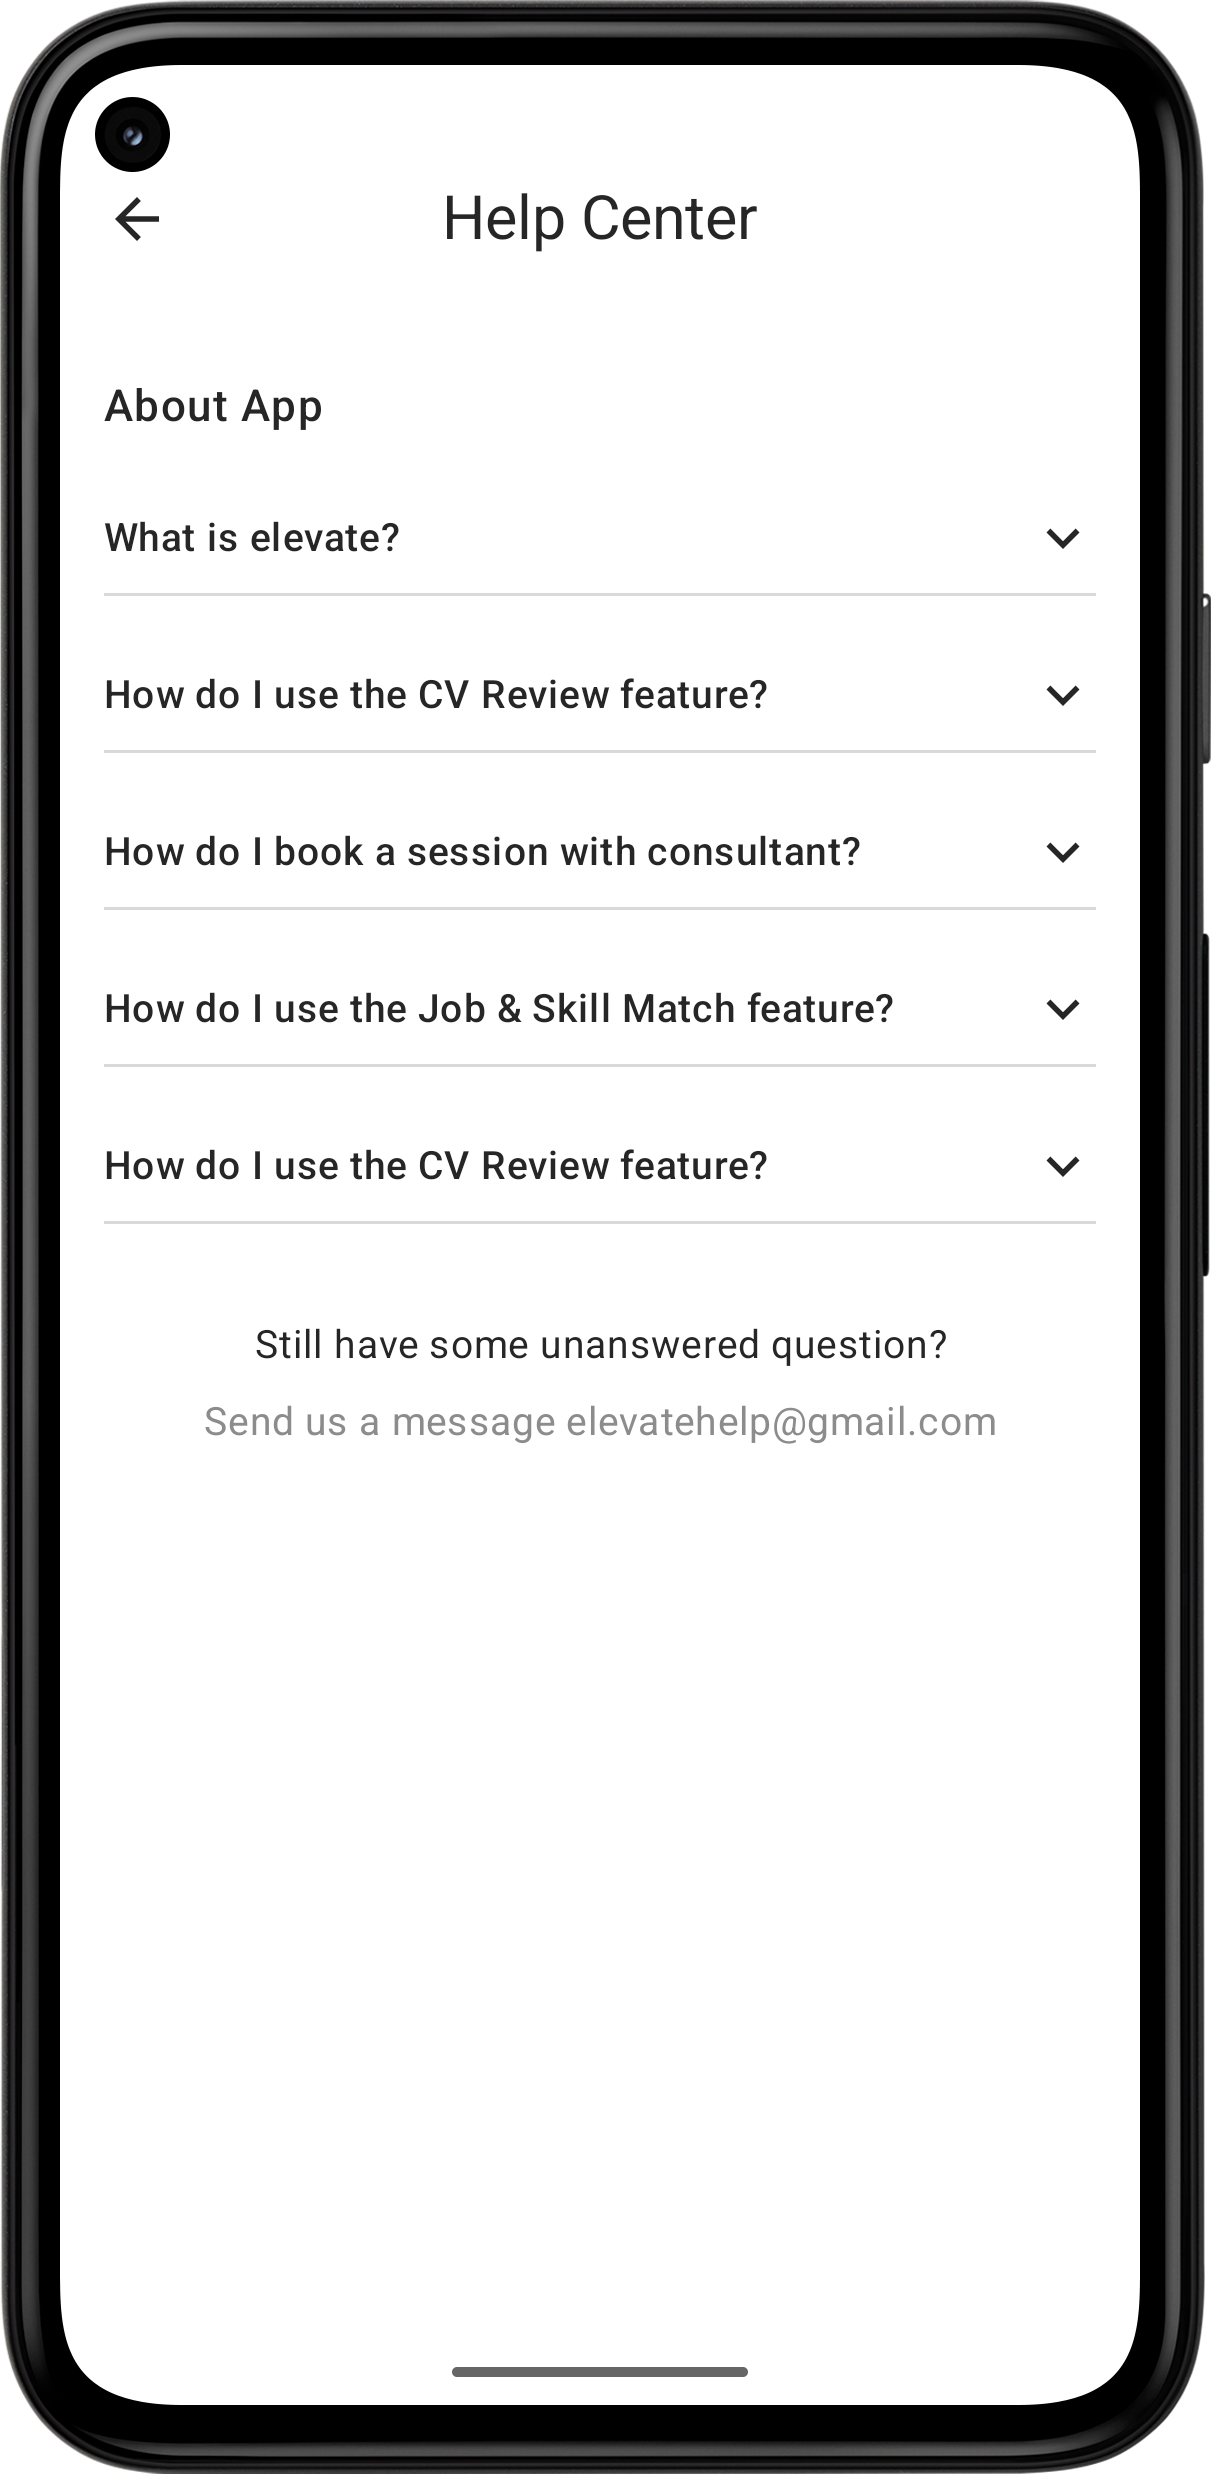 Help Center
About App
What is elevate?
How do I use the CV Review feature?
How do I book a session with consultant?
How do I use the Job & Skill Match feature?
How do I use the CV Review feature?
Still have some unanswered question?
Send us a message elevatehelp@gmail.com